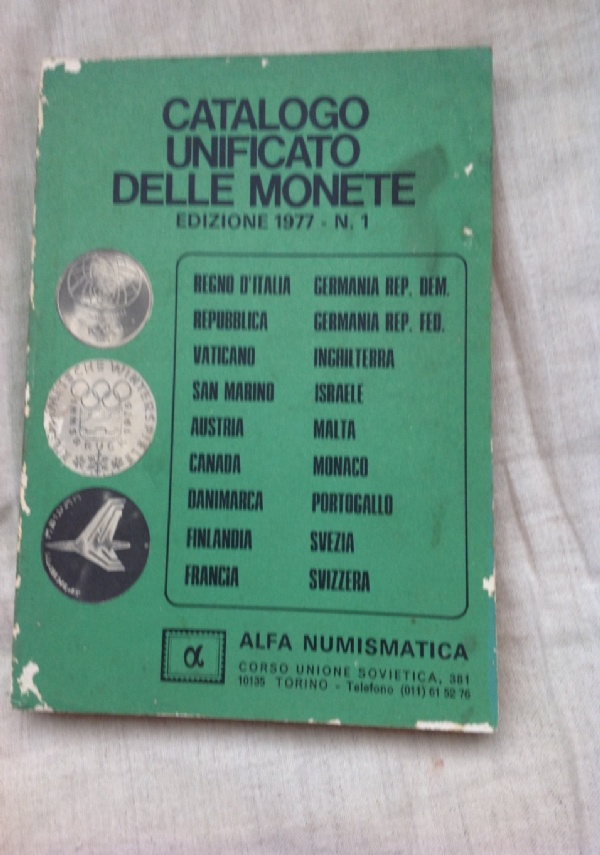 CATALOGO
UNIFICATO
DELLE MONETE
EDIZIONE 1977 - N. 1
REGNO D'ITALIA
REPUBBLICA
VATICANO
SAN MARINO
AUSTRIA
CANADA
DANIMARCA
FINLANDIA
FRANCIA
GERMANIA REP. DEM.
GERMANIA REP. FED.
INGHILTERRA
ISRAELE
MALTA
MONACO
PORTOGALLO
SVEZIA
SVIZZERA
α
ALFA NUMISMATICA
CORSO UNIONE SOVIETICA, 381
10135 TORINO - Telefono (011) 61 52 76